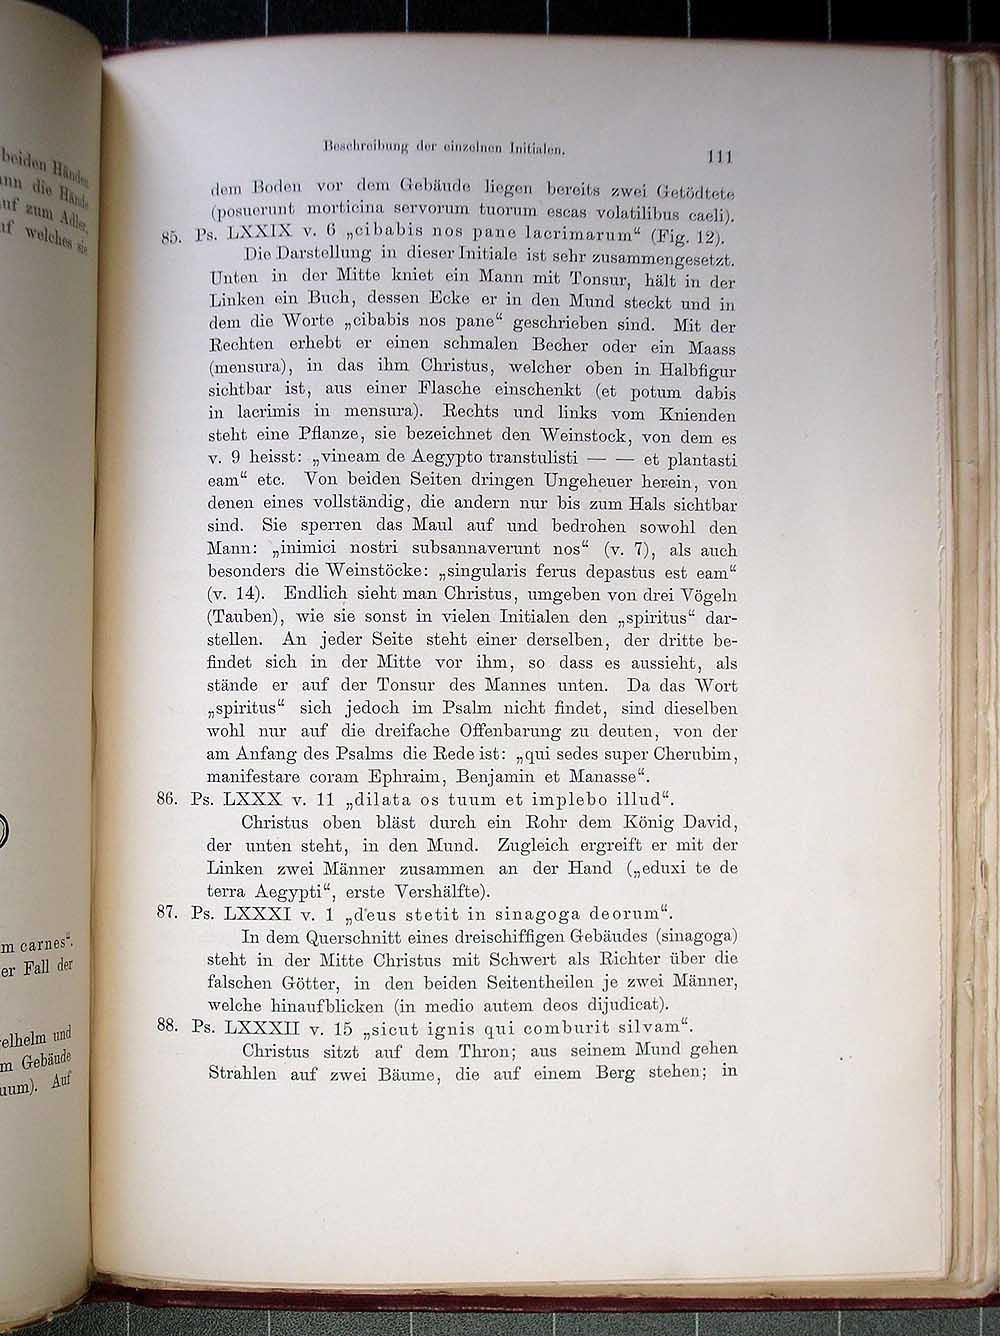 beiden Händen
die Hände
auf zum Adler,
welches sie
m carnes“.
er Fall der
elhelm und
m Gebäude
uum). Auf
Beschreibung der einzelnen Initialen.
111
dem Boden vor dem Gebäude liegen bereits zwei Getödtete
(posuerunt morticina servorum tuorum escas volatilibus caeli).
85. Ps. LXXIX v. 6 „cibabis nos pane lacrimarum“ (Fig. 12).
Die Darstellung in dieser Initiale ist sehr zusammengesetzt.
Unten in der Mitte kniet ein Mann mit Tonsur, hält in der
Linken ein Buch, dessen Ecke er in den Mund steckt und in
dem die Worte „cibabis nos pane“ geschrieben sind. Mit der
Rechten erhebt er einen schmalen Becher oder ein Maass
(mensura), in das ihm Christus, welcher oben in Halbfigur
sichtbar ist, aus einer Flasche einschenkt (et potum dabis
in lacrimis in mensura). Rechts und links vom Knienden
steht eine Pflanze, sie bezeichnet den Weinstock, von dem es
v. 9 heisst: „vineam de Aegypto transtulisti — — et plantasti
eam“ etc. Von beiden Seiten dringen Ungeheuer herein, von
denen eines vollständig, die andern nur bis zum Hals sichtbar
sind. Sie sperren das Maul auf und bedrohen sowohl den
Mann: „inimici nostri subsannaverunt nos“ (v. 7), als auch
besonders die Weinstöcke: „singularis ferus depastus est eam“
(v. 14). Endlich sieht man Christus, umgeben von drei Vögeln
(Tauben), wie sie sonst in vielen Initialen den „spiritus“ dar-
stellen. An jeder Seite steht einer derselben, der dritte be-
findet sich in der Mitte vor ihm, so dass es aussieht, als
stände er auf der Tonsur des Mannes unten. Da das Wort
„spiritus“ sich jedoch im Psalm nicht findet, sind dieselben
wohl nur auf die dreifache Offenbarung zu deuten, von der
am Anfang des Psalms die Rede ist: „qui sedes super Cherubim,
manifestare coram Ephraim, Benjamin et Manasse“.
86. Ps. LXXX v. 11 „dilata os tuum et implebo illud“.
Christus oben bläst durch ein Rohr dem König David,
der unten steht, in den Mund. Zugleich ergreift er mit der
Linken zwei Männer zusammen an der Hand („eduxi te de
terra Aegypti“, erste Vershälfte).
87. Ps. LXXXI v. 1 „deus stetit in sinagoga deorum“.
In dem Querschnitt eines dreischiffigen Gebäudes (sinagoga)
steht in der Mitte Christus mit Schwert als Richter über die
falschen Götter, in den beiden Seitentheilen je zwei Männer,
welche hinaufblicken (in medio autem deos dijudicat).
88. Ps. LXXXII v. 15 „sicut ignis qui comburit silvam“.
Christus sitzt auf dem Thron; aus seinem Mund gehen
Strahlen auf zwei Bäume, die auf einem Berg stehen; in